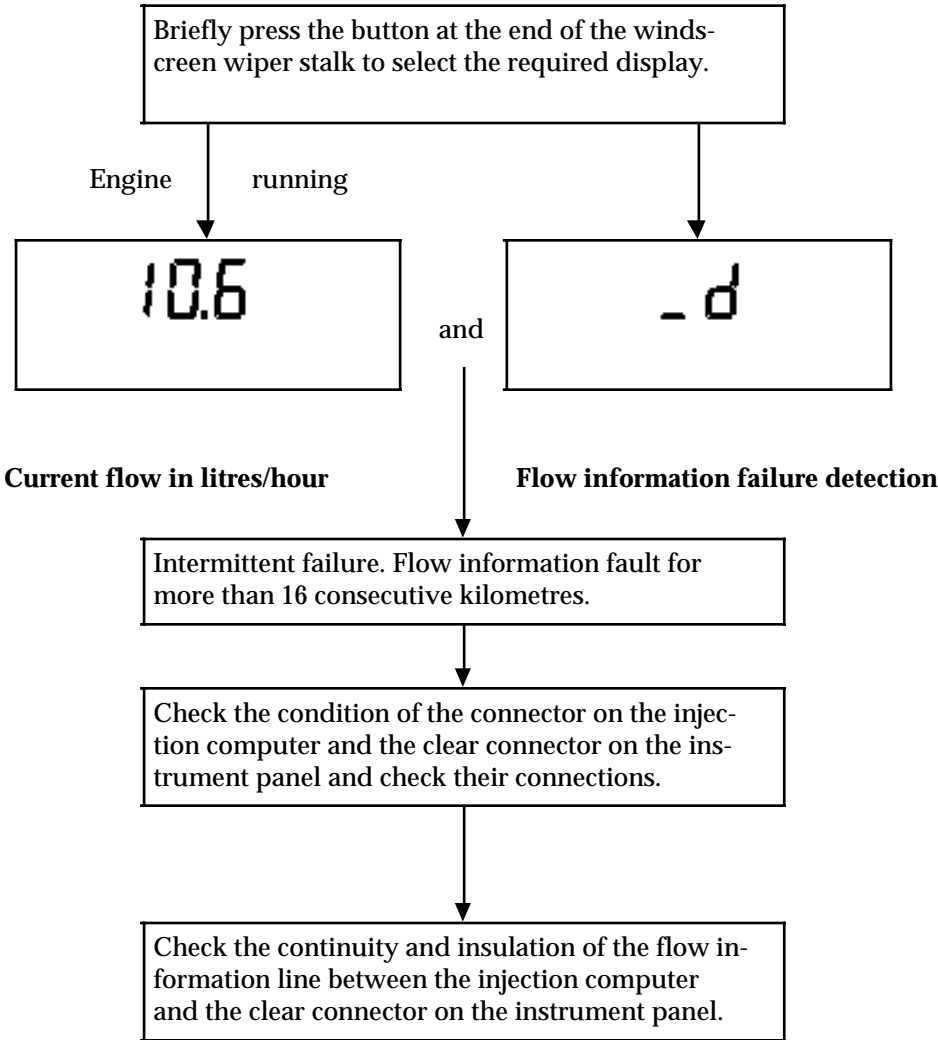 Briefly press the button at the end of the winds-
creen wiper stalk to select the required display.
Engine running
10.6
and
_ d
Current flow in litres/hour
Flow information failure detection
Intermittent failure. Flow information fault for
more than 16 consecutive kilometres.
Check the condition of the connector on the injec-
tion computer and the clear connector on the ins-
trument panel and check their connections.
Check the continuity and insulation of the flow in-
formation line between the injection computer
and the clear connector on the instrument panel.